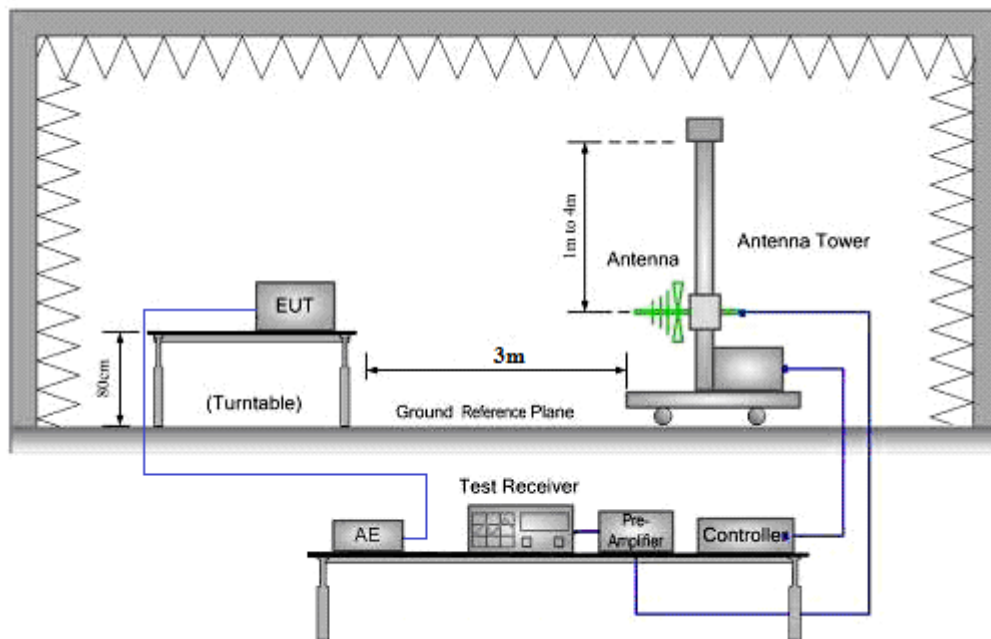 1m to 4m
Antenna
Antenna Tower
EUT
80cm
3m
(Turntable)
Ground Reference Plane
Test Receiver
AE
Pre-
Amplifier
Controller